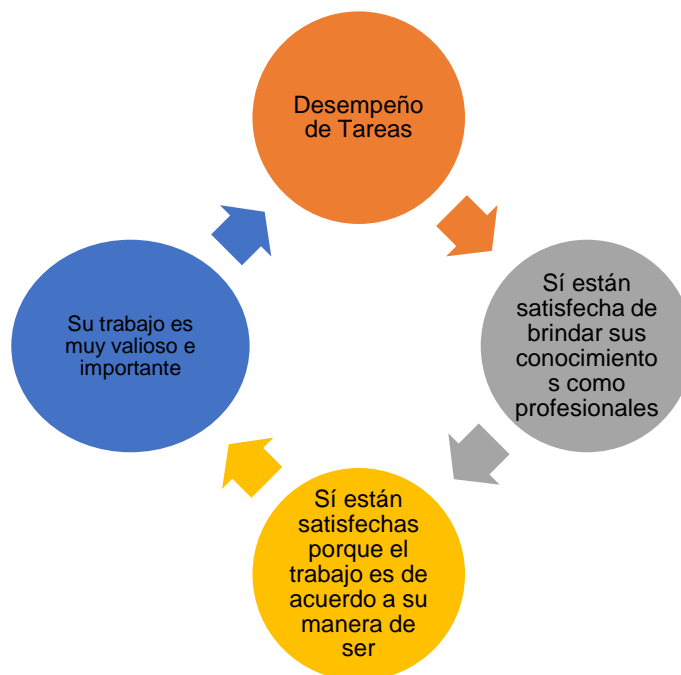 Desempeño
de Tareas
Sí están
satisfecha de
brindar sus
conocimiento
s como
profesionales
Sí están
satisfechas
porque el
trabajo es de
acuerdo a su
manera de
ser
Su trabajo es
muy valioso e
importante